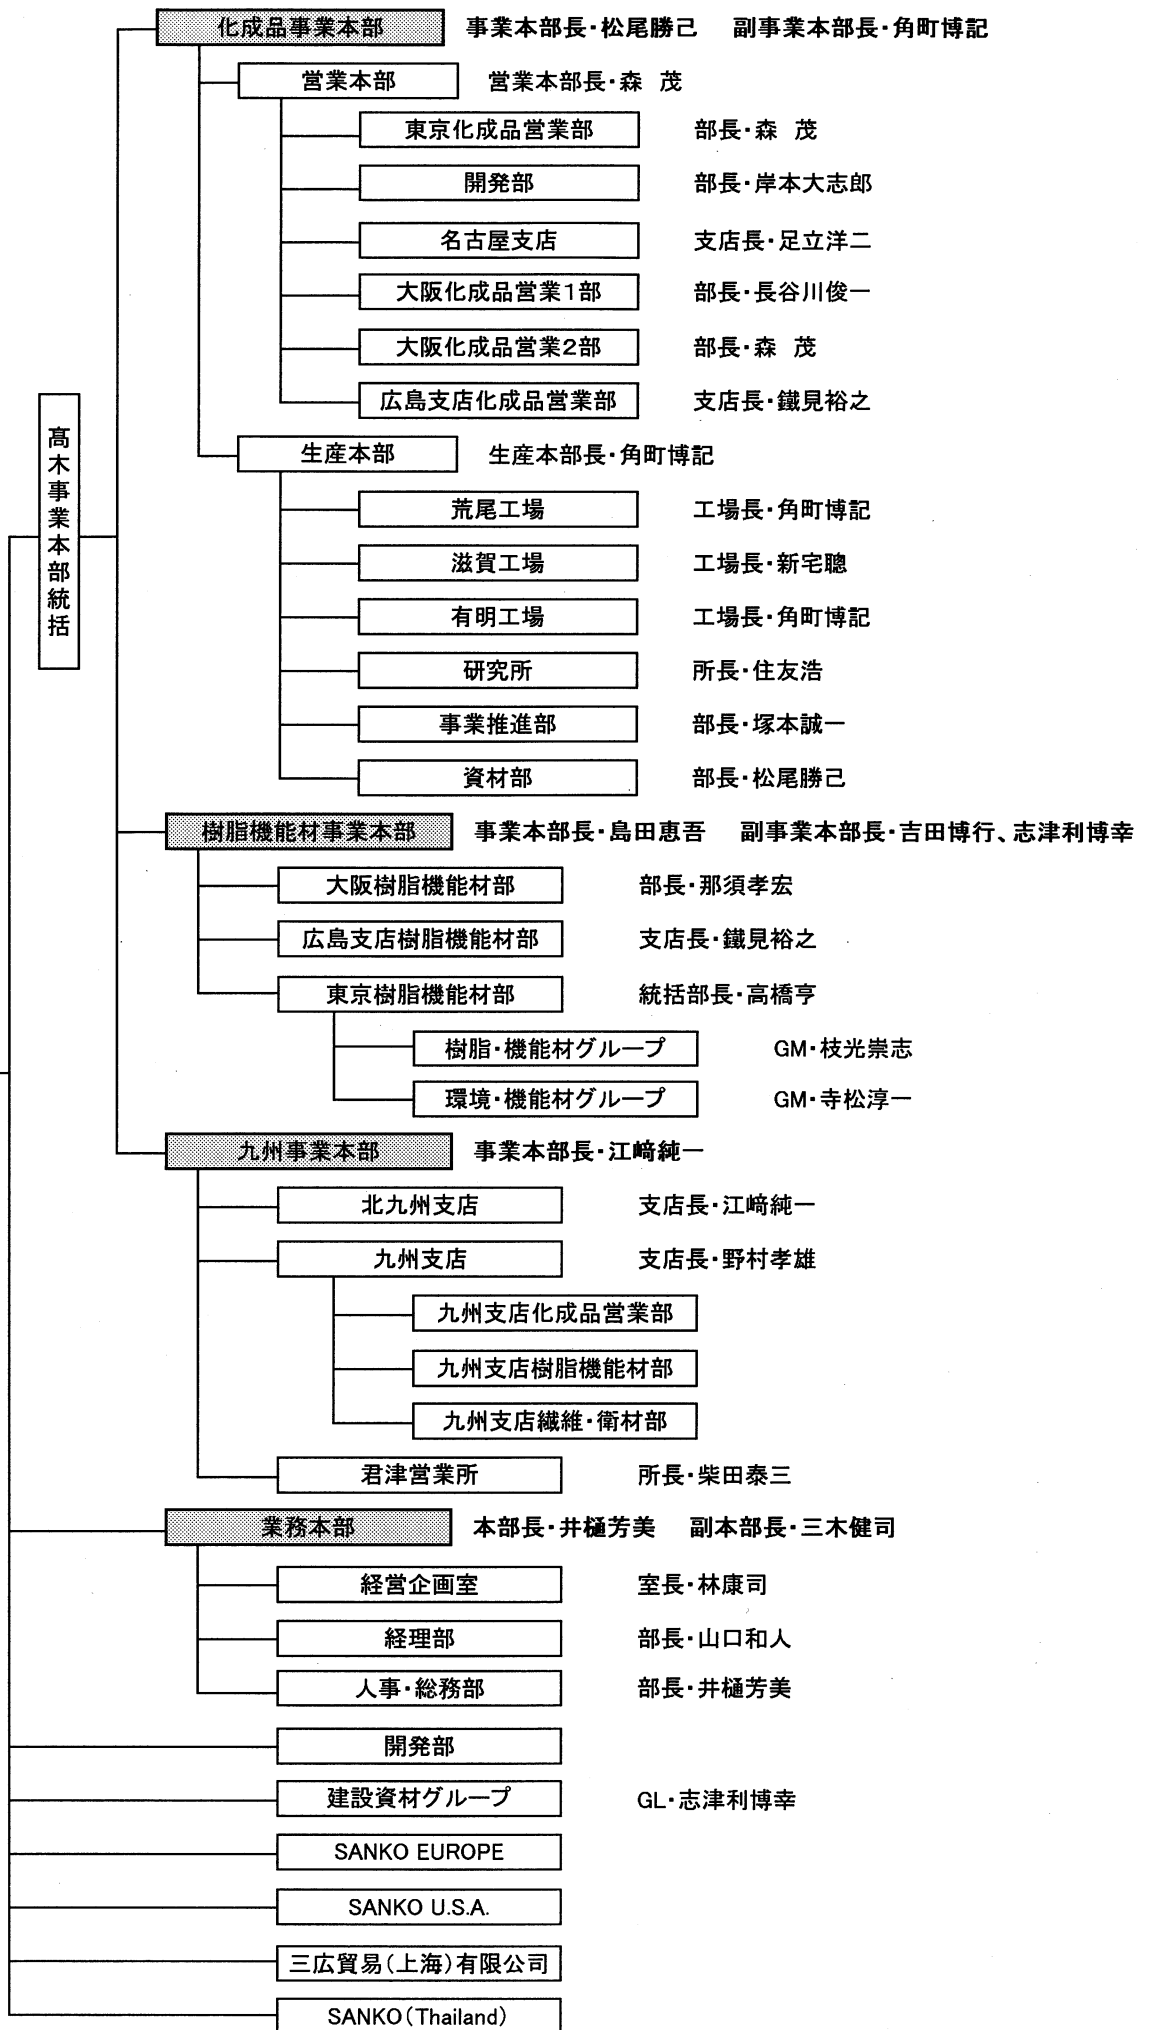 化成品事業本部 事業本部長・松尾勝己 副事業本部長・角町博記
営業本部 営業本部長・森 茂
東京化成品営業部 部長・森 茂
開発部 部長・岸本大志郎
名古屋支店 支店長・足立洋二
大阪化成品営業1部 部長・長谷川俊一
大阪化成品営業2部 部長・森 茂
広島支店化成品営業部 支店長・鐵見裕之
生産本部 生産本部長・角町博記
髙木事業本部統括
荒尾工場 工場長・角町博記
滋賀工場 工場長・新宅聰
有明工場 工場長・角町博記
研究所 所長・住友浩
事業推進部 部長・塚本誠一
資材部 部長・松尾勝己
樹脂機能材事業本部 事業本部長・島田恵吾 副事業本部長・吉田博行、志津利博幸
大阪樹脂機能材部 部長・那須孝宏
広島支店樹脂機能材部 支店長・鐵見裕之
東京樹脂機能材部 統括部長・高橋亨
樹脂・機能材グループ GM・枝光崇志
環境・機能材グループ GM・寺松淳一
九州事業本部 事業本部長・江﨑純一
北九州支店 支店長・江﨑純一
九州支店 支店長・野村孝雄
九州支店化成品営業部
九州支店樹脂機能材部
九州支店繊維・衛材部
君津営業所 所長・柴田泰三
業務本部 本部長・井樋芳美 副本部長・三木健司
経営企画室 室長・林康司
経理部 部長・山口和人
人事・総務部 部長・井樋芳美
開発部
建設資材グループ GL・志津利博幸
SANKO EUROPE
SANKO U.S.A.
三広貿易(上海)有限公司
SANKO(Thailand)